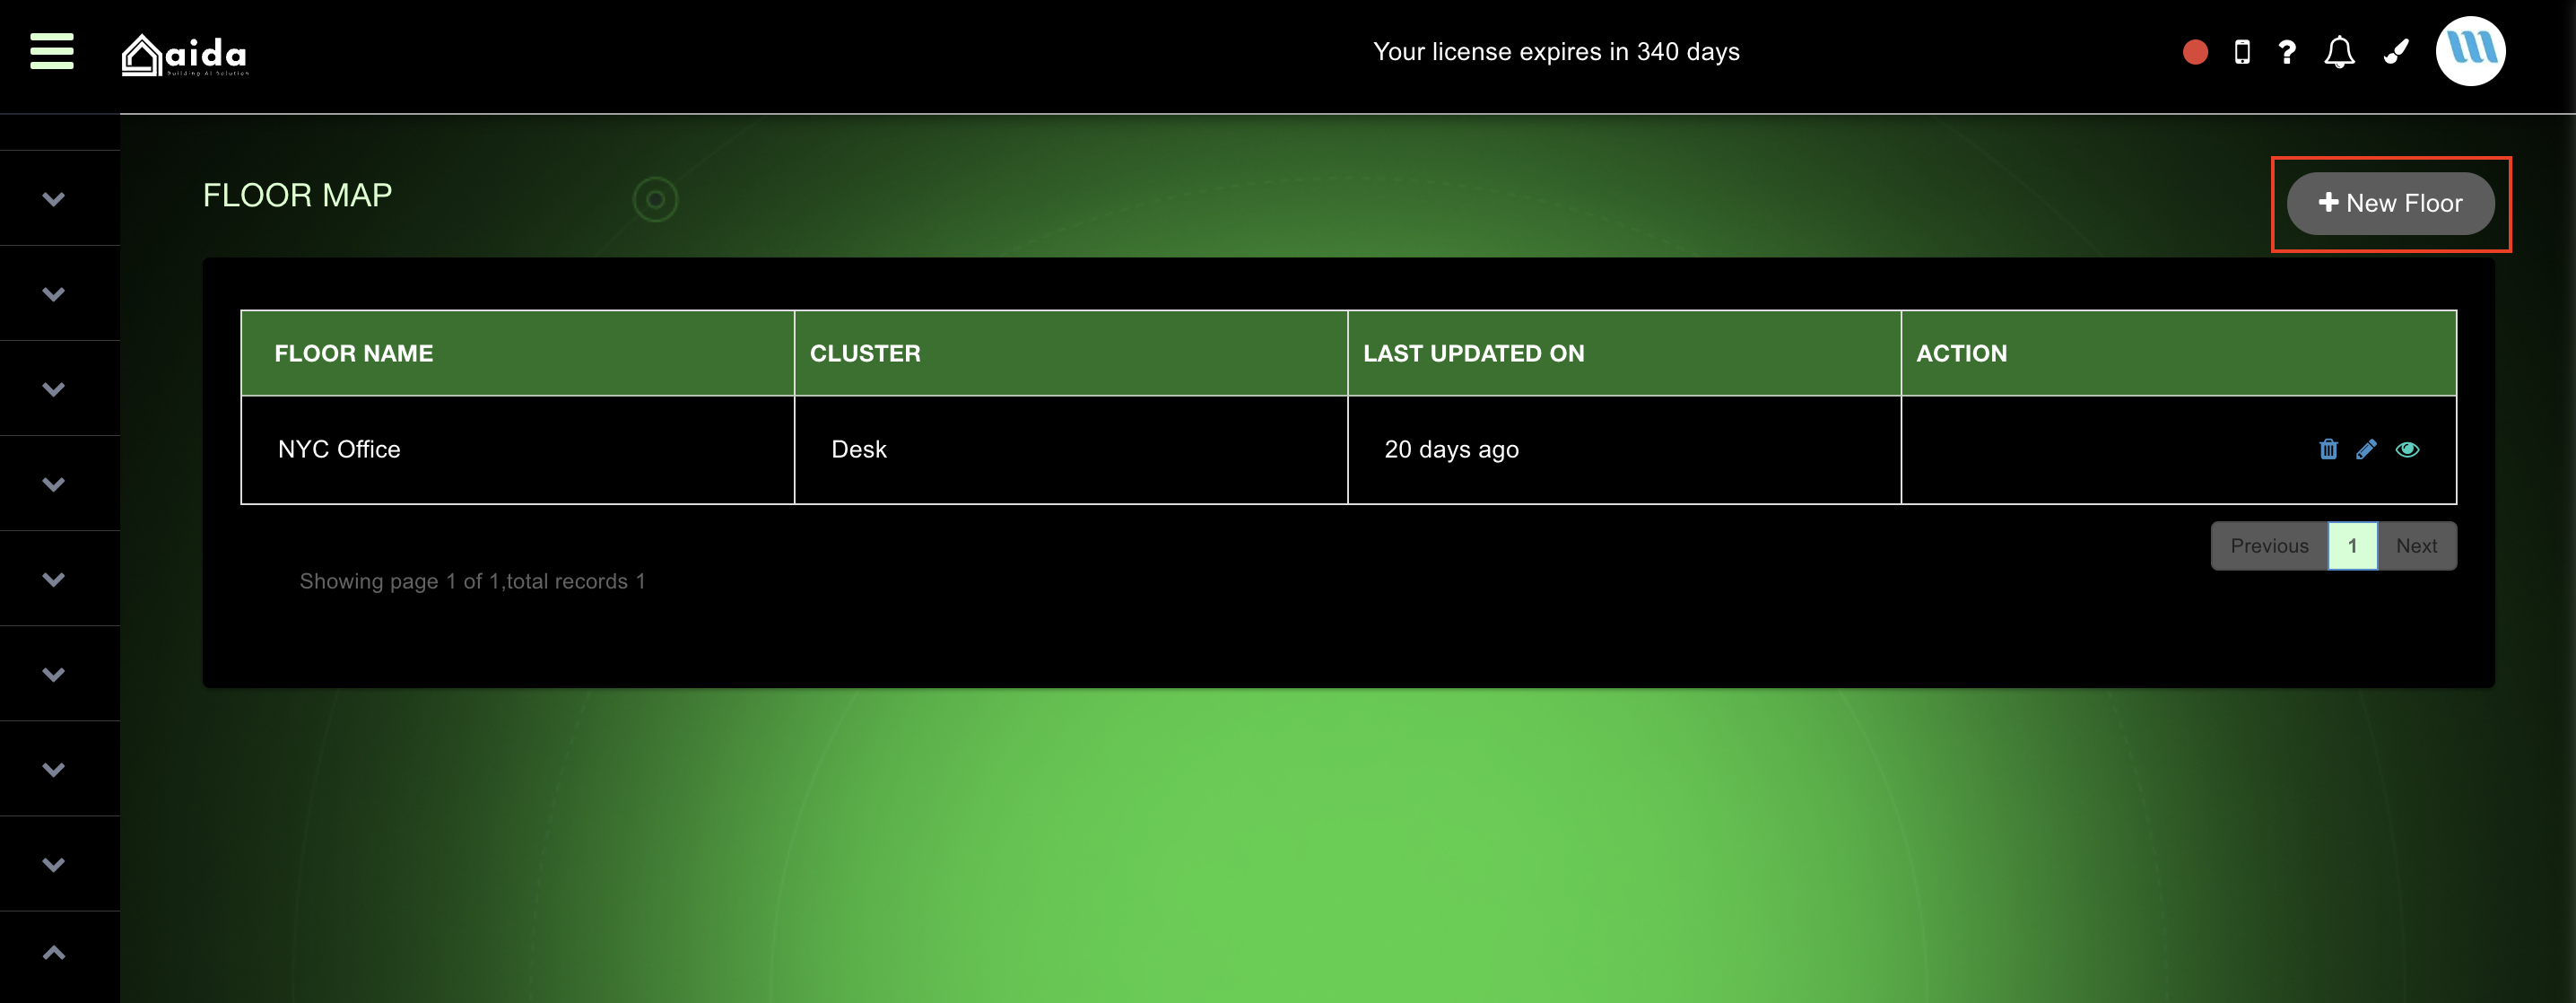 aida
Building AI Solution
Your license expires in 340 days
?
FLOOR MAP
+ New Floor
FLOOR NAME CLUSTER LAST UPDATED ON ACTION
NYC Office Desk 20 days ago
Previous 1 Next
Showing page 1 of 1,total records 1